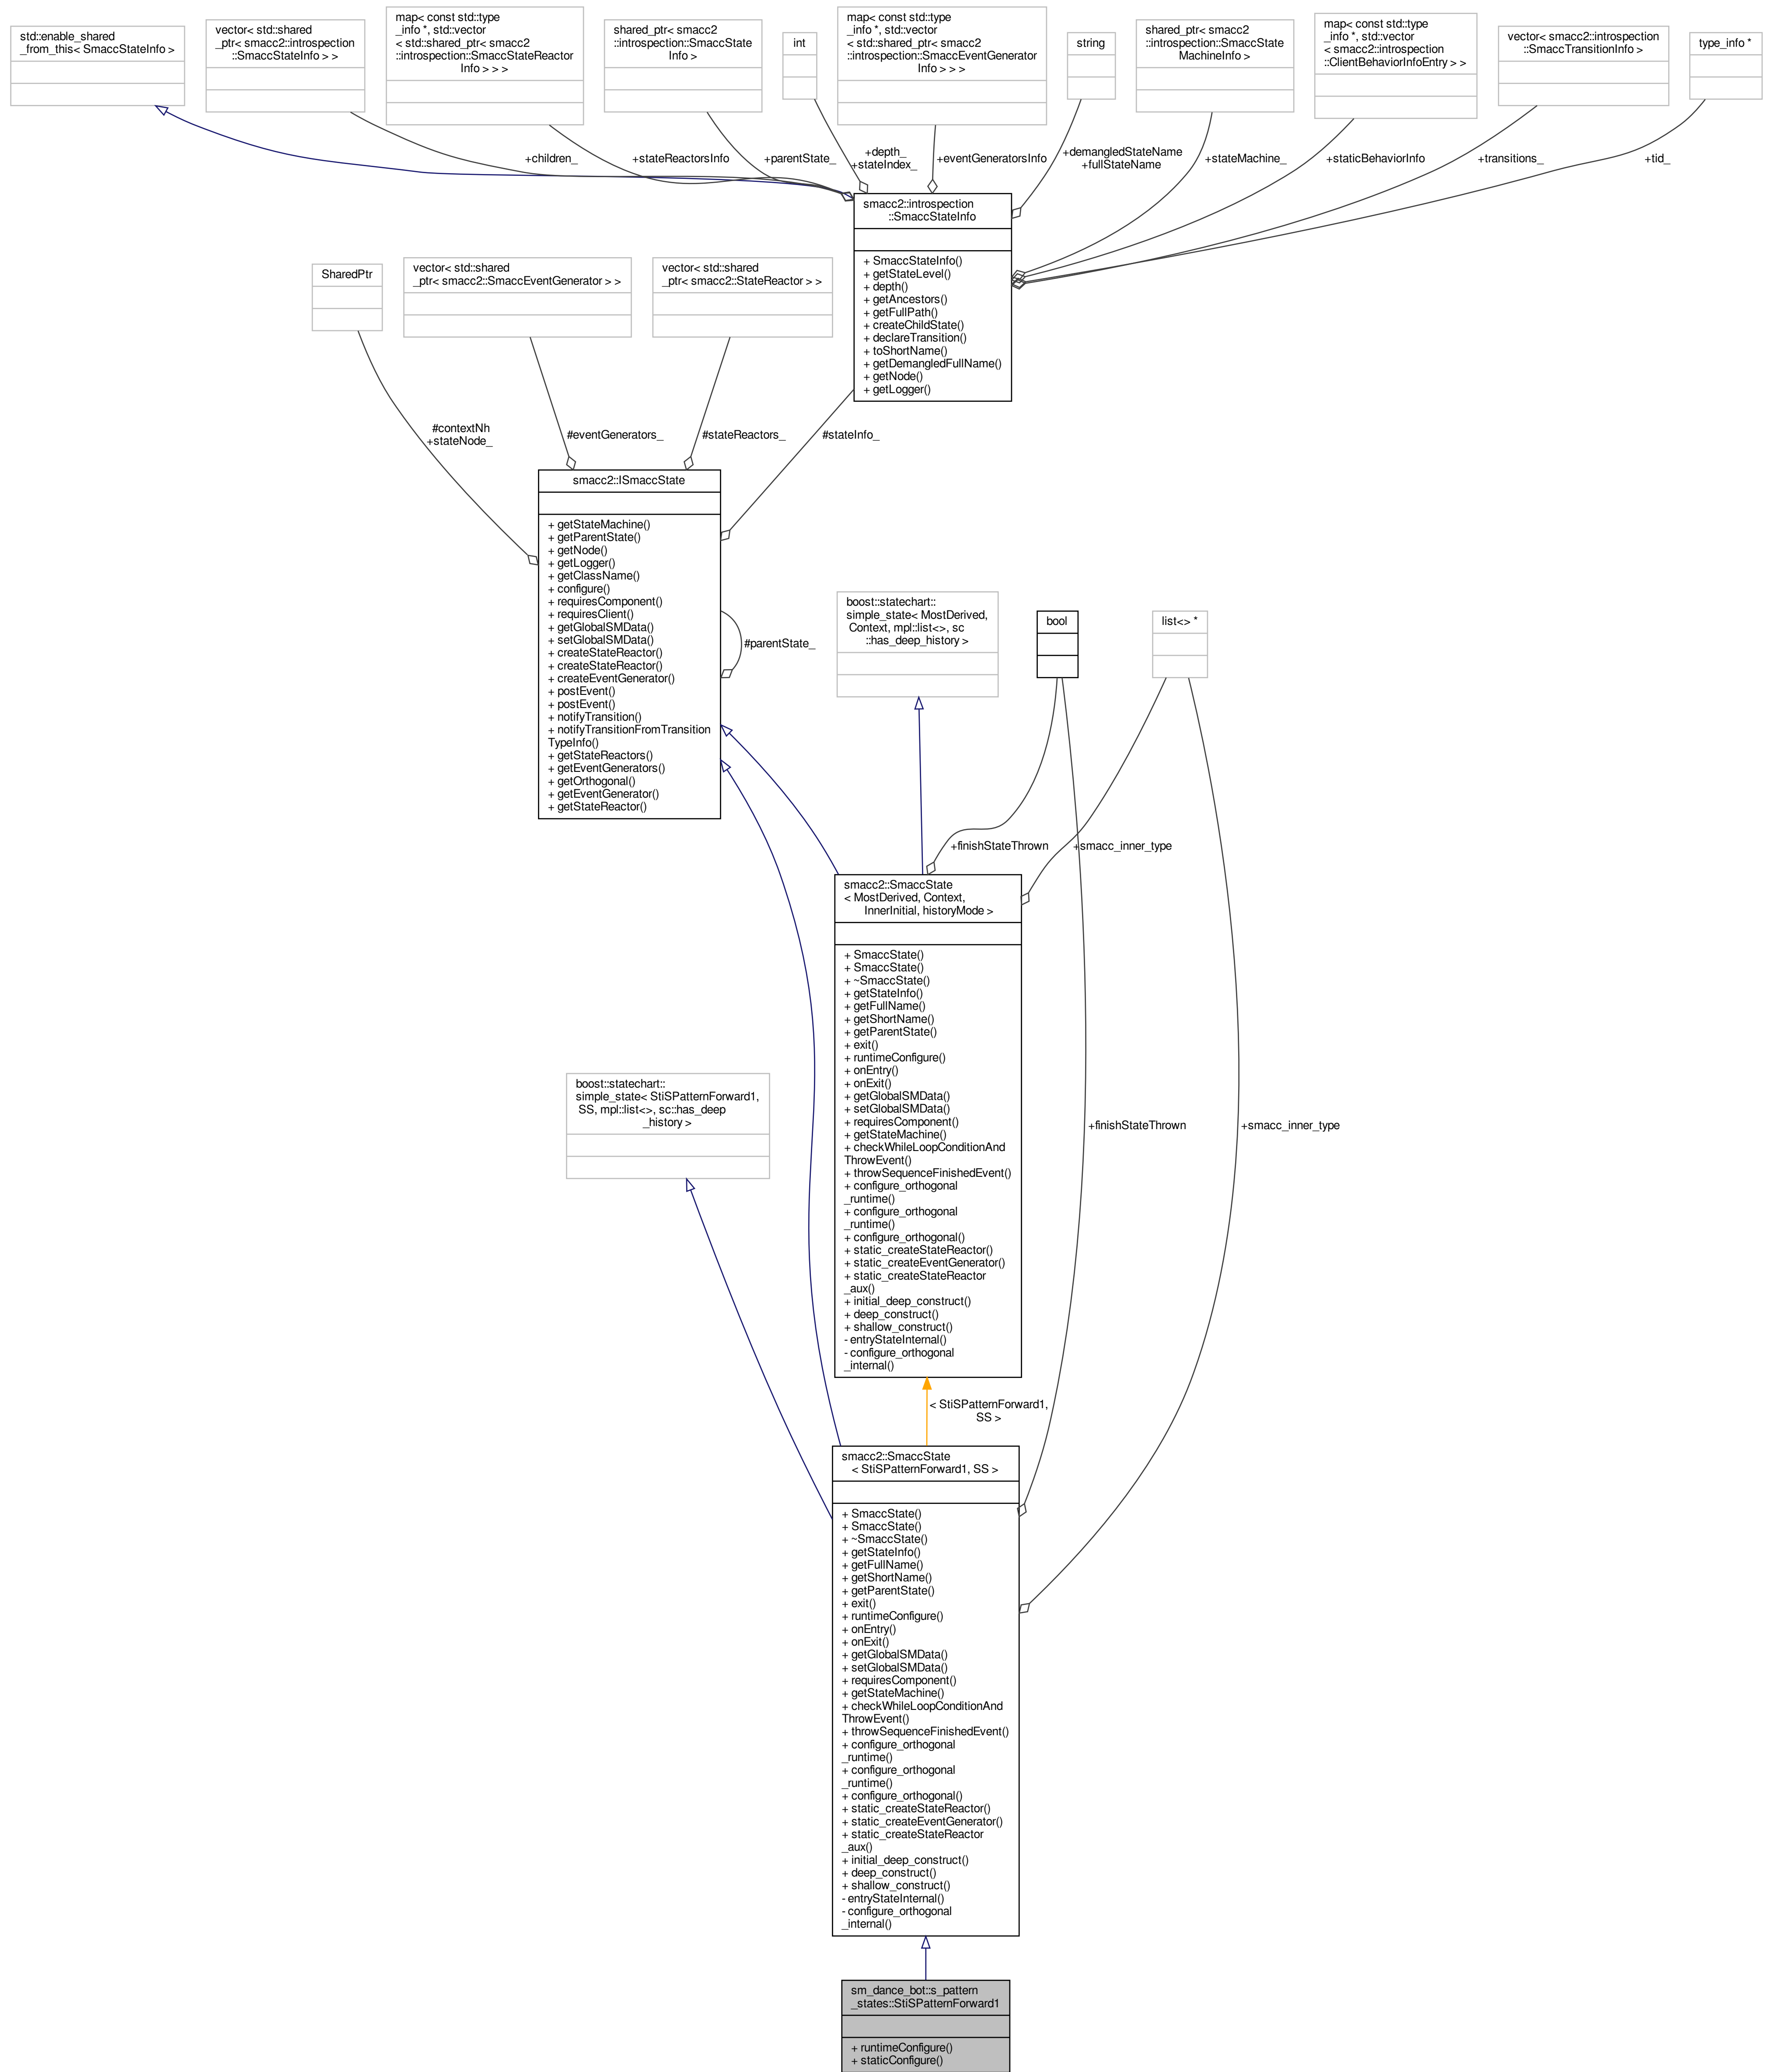 std::enable_shared
_from_this< SmaccStateInfo >
vector< std::shared
_ptr< smacc2::introspection
::SmaccStateInfo > >
map< const std::type
_info *, std::vector
< std::shared_ptr< smacc2
::introspection::SmaccStateReactor
Info > > >
shared_ptr< smacc2
::introspection::SmaccState
Info >
int
map< const std::type
_info *, std::vector
< std::shared_ptr< smacc2
::introspection::SmaccEventGenerator
Info > > >
string
shared_ptr< smacc2
::introspection::SmaccState
MachineInfo >
map< const std::type
_info *, std::vector
< smacc2::introspection
::ClientBehaviorInfoEntry > >
vector< smacc2::introspection
::SmaccTransitionInfo >
type_info *
+children_
+stateReactorsInfo
+parentState_
+depth_
+stateIndex_
+eventGeneratorsInfo
+demangledStateName
+fullStateName
+stateMachine_
+staticBehaviorInfo
+transitions_
+tid_
smacc2::introspection
::SmaccStateInfo
+ SmaccStateInfo()
+ getStateLevel()
+ depth()
+ getAncestors()
+ getFullPath()
+ createChildState()
+ declareTransition()
+ toShortName()
+ getDemangledFullName()
+ getNode()
+ getLogger()
SharedPtr
vector< std::shared
_ptr< smacc2::SmaccEventGenerator > >
vector< std::shared
_ptr< smacc2::StateReactor > >
#contextNh
+stateNode_
#eventGenerators_
#stateReactors_
#stateInfo_
smacc2::ISmaccState
+ getStateMachine()
+ getParentState()
+ getNode()
+ getLogger()
+ getClassName()
+ configure()
+ requiresComponent()
+ requiresClient()
+ getGlobalSMData()
+ setGlobalSMData()
+ createStateReactor()
+ createStateReactor()
+ createEventGenerator()
+ postEvent()
+ postEvent()
+ notifyTransition()
+ notifyTransitionFromTransition
TypeInfo()
+ getStateReactors()
+ getEventGenerators()
+ getOrthogonal()
+ getEventGenerator()
+ getStateReactor()
#parentState_
boost::statechart::
simple_state< MostDerived,
Context, mpl::list<>, sc
::has_deep_history >
bool
list<> *
+finishStateThrown
+smacc_inner_type
smacc2::SmaccState
< MostDerived, Context,
InnerInitial, historyMode >
+ SmaccState()
+ SmaccState()
+ ~SmaccState()
+ getStateInfo()
+ getFullName()
+ getShortName()
+ getParentState()
+ exit()
+ runtimeConfigure()
+ onEntry()
+ onExit()
+ getGlobalSMData()
+ setGlobalSMData()
+ requiresComponent()
+ getStateMachine()
+ checkWhileLoopConditionAnd
ThrowEvent()
+ throwSequenceFinishedEvent()
+ configure_orthogonal
_runtime()
+ configure_orthogonal
_runtime()
+ configure_orthogonal()
+ static_createStateReactor()
+ static_createEventGenerator()
+ static_createStateReactor
_aux()
+ initial_deep_construct()
+ deep_construct()
+ shallow_construct()
- entryStateInternal()
- configure_orthogonal
_internal()
boost::statechart::
simple_state< StiSPatternForward1,
SS, mpl::list<>, sc::has_deep
_history >
+finishStateThrown
+smacc_inner_type
< StiSPatternForward1,
SS >
smacc2::SmaccState
< StiSPatternForward1, SS >
+ SmaccState()
+ SmaccState()
+ ~SmaccState()
+ getStateInfo()
+ getFullName()
+ getShortName()
+ getParentState()
+ exit()
+ runtimeConfigure()
+ onEntry()
+ onExit()
+ getGlobalSMData()
+ setGlobalSMData()
+ requiresComponent()
+ getStateMachine()
+ checkWhileLoopConditionAnd
ThrowEvent()
+ throwSequenceFinishedEvent()
+ configure_orthogonal
_runtime()
+ configure_orthogonal
_runtime()
+ configure_orthogonal()
+ static_createStateReactor()
+ static_createEventGenerator()
+ static_createStateReactor
_aux()
+ initial_deep_construct()
+ deep_construct()
+ shallow_construct()
- entryStateInternal()
- configure_orthogonal
_internal()
sm_dance_bot::s_pattern
_states::StiSPatternForward1
+ runtimeConfigure()
+ staticConfigure()